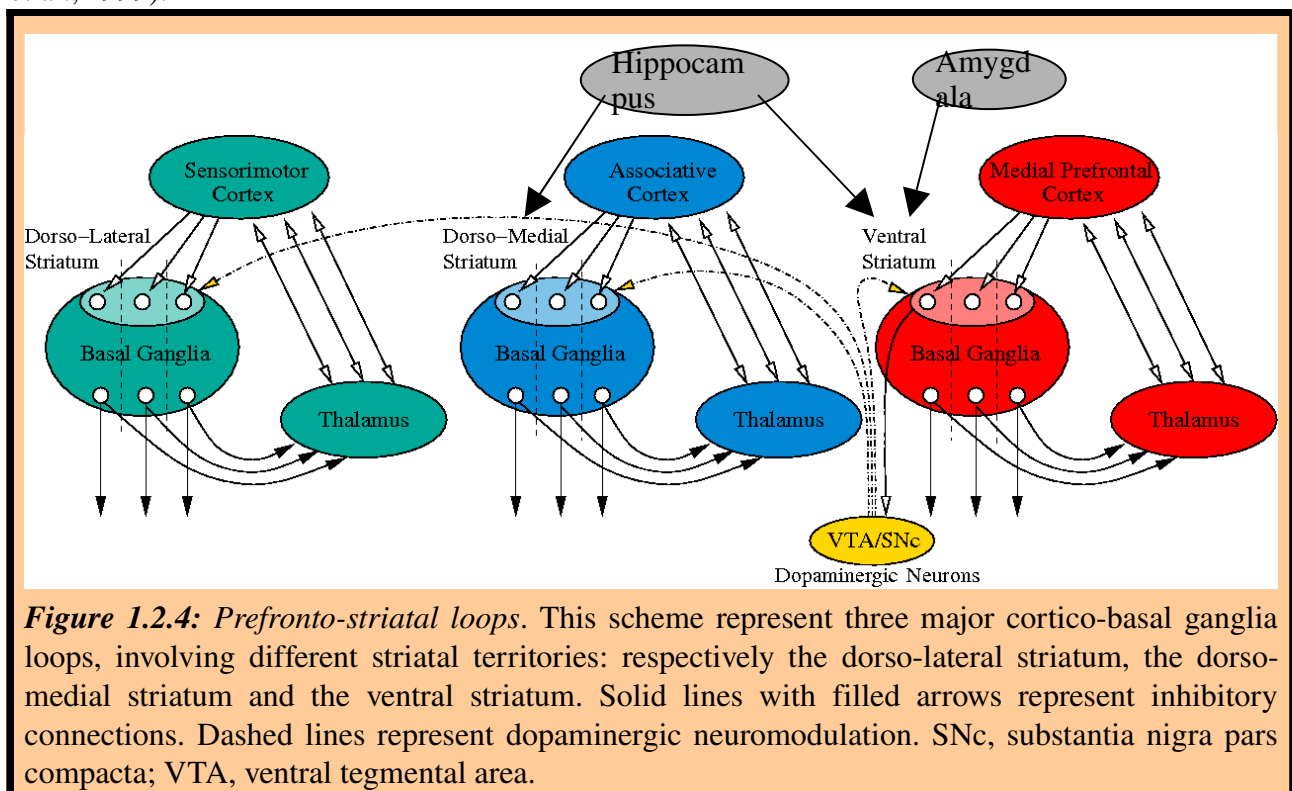 Hippocam
pus
Amygd
ala
Sensorimotor
Cortex
Associative
Cortex
Medial Prefrontal
Cortex
Dorso−Lateral
Striatum
Dorso−Medial
Striatum
Ventral
Striatum
Basal Ganglia
Basal Ganglia
Basal Ganglia
Thalamus
Thalamus
Thalamus
VTA/SNc
Dopaminergic Neurons
Figure 1.2.4: Prefronto-striatal loops. This scheme represent three major cortico-basal ganglia
loops, involving different striatal territories: respectively the dorso-lateral striatum, the dorso-
medial striatum and the ventral striatum. Solid lines with filled arrows represent inhibitory
connections. Dashed lines represent dopaminergic neuromodulation. SNc, substantia nigra pars
compacta; VTA, ventral tegmental area.